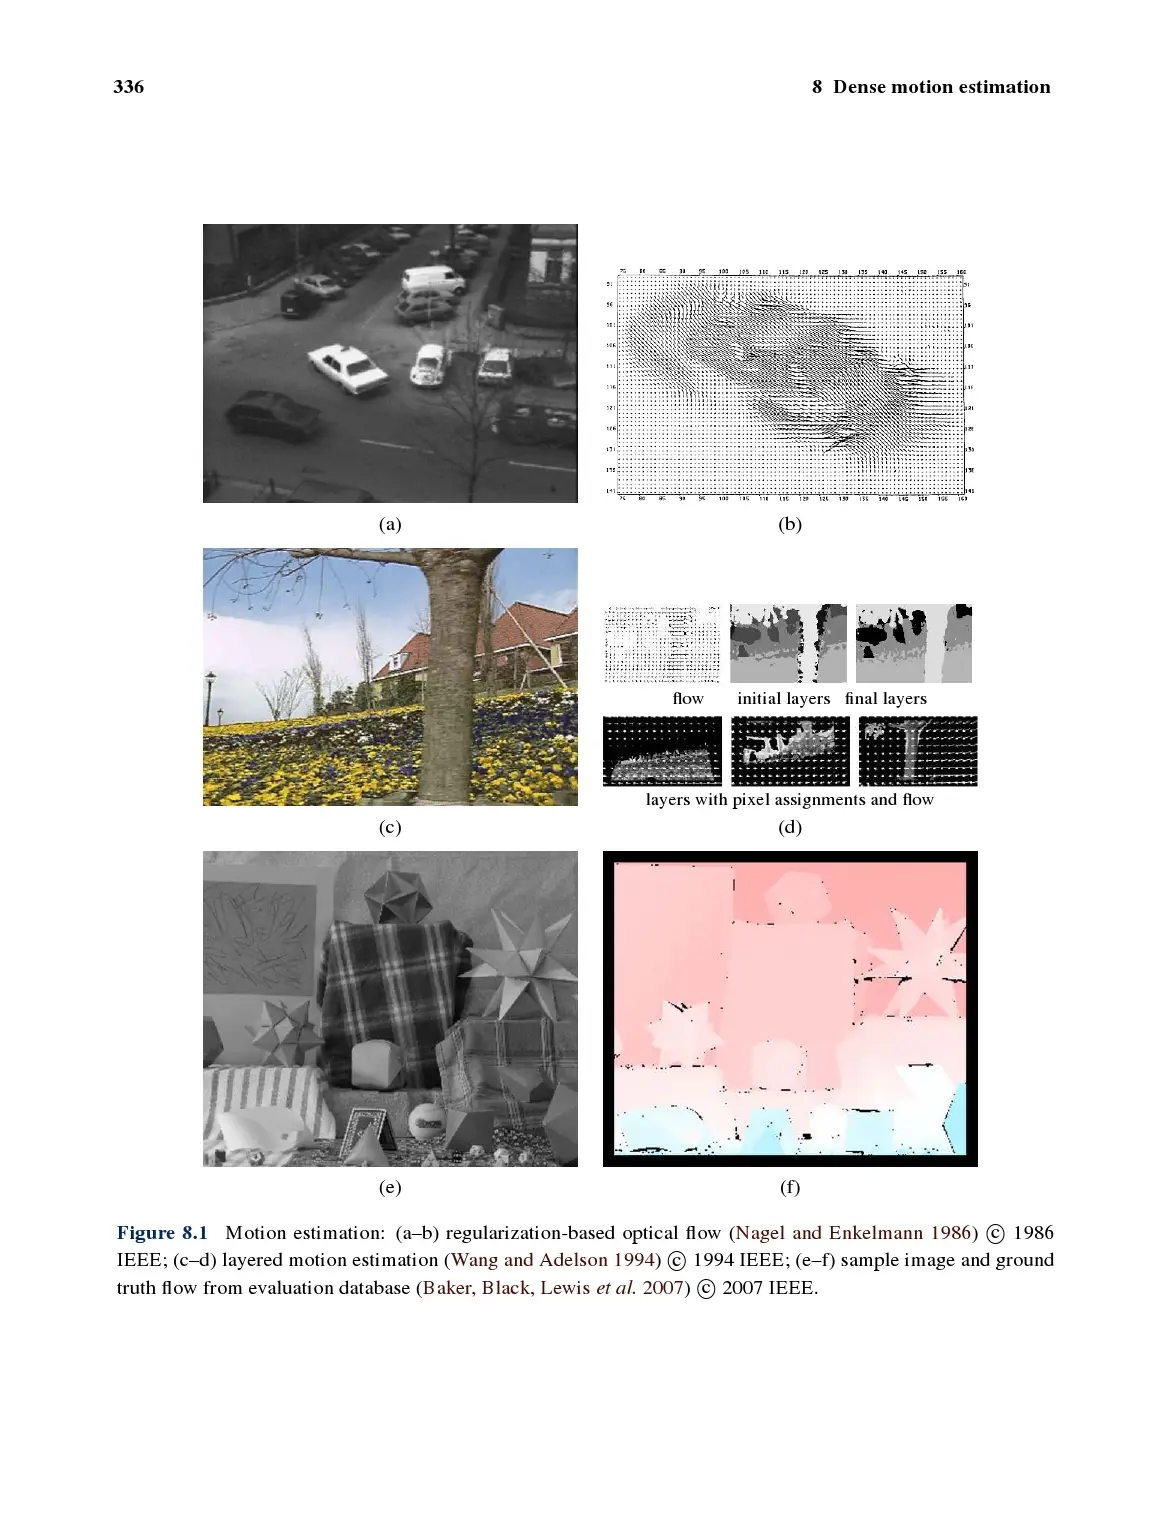 336
8 Dense motion estimation
(a)
(b)
flow initial layers final layers
layers with pixel assignments and flow
(c)
(d)
(e)
(f)
Figure 8.1 Motion estimation: (a–b) regularization-based optical flow (Nagel and Enkelmann 1986) © 1986
IEEE; (c–d) layered motion estimation (Wang and Adelson 1994) © 1994 IEEE; (e–f) sample image and ground
truth flow from evaluation database (Baker, Black, Lewis et al. 2007) © 2007 IEEE.